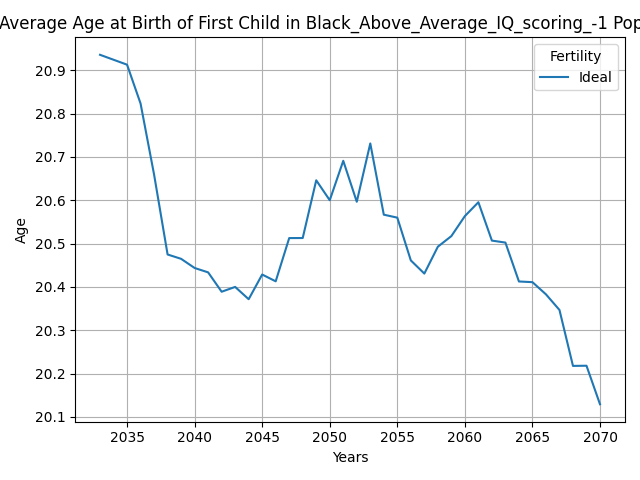 Average Age at Birth of First Child in Black_Above_Average_IQ_scoring_-1 Pop
Fertility
Ideal
20.9
20.8
20.7
20.6
20.5
20.4
20.3
20.2
20.1
Age
2035 2040 2045 2050 2055 2060 2065 2070
Years